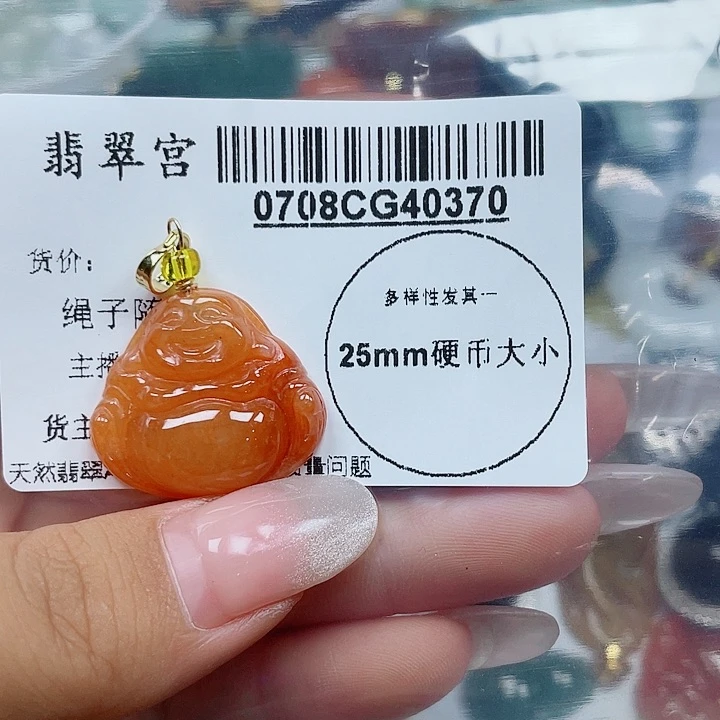 翡翠宫
0708CG40370
货价：
绳子随
多样性发其一
25mm硬币大小
主播
货主
天然翡翠 量问题